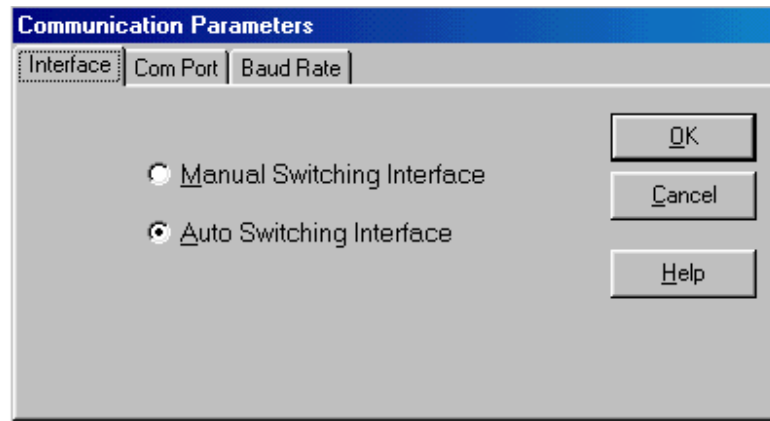 Communication Parameters
Interface Com Port Baud Rate
Manual Switching Interface
Auto Switching Interface
OK
Cancel
Help